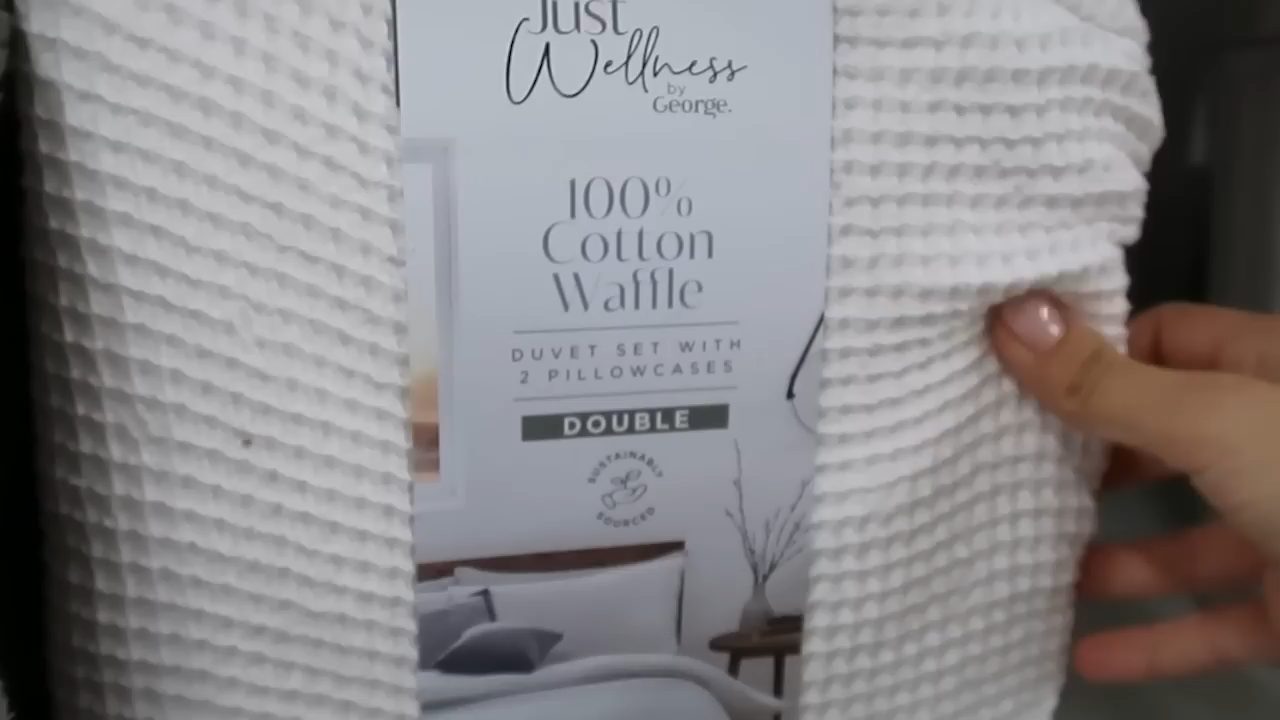 Just
Wellness
by
George.
100%
Cotton
Waffle
DUVET SET WITH
2 PILLOWCASES
DOUBLE
SUSTAINABLY
SOURCED